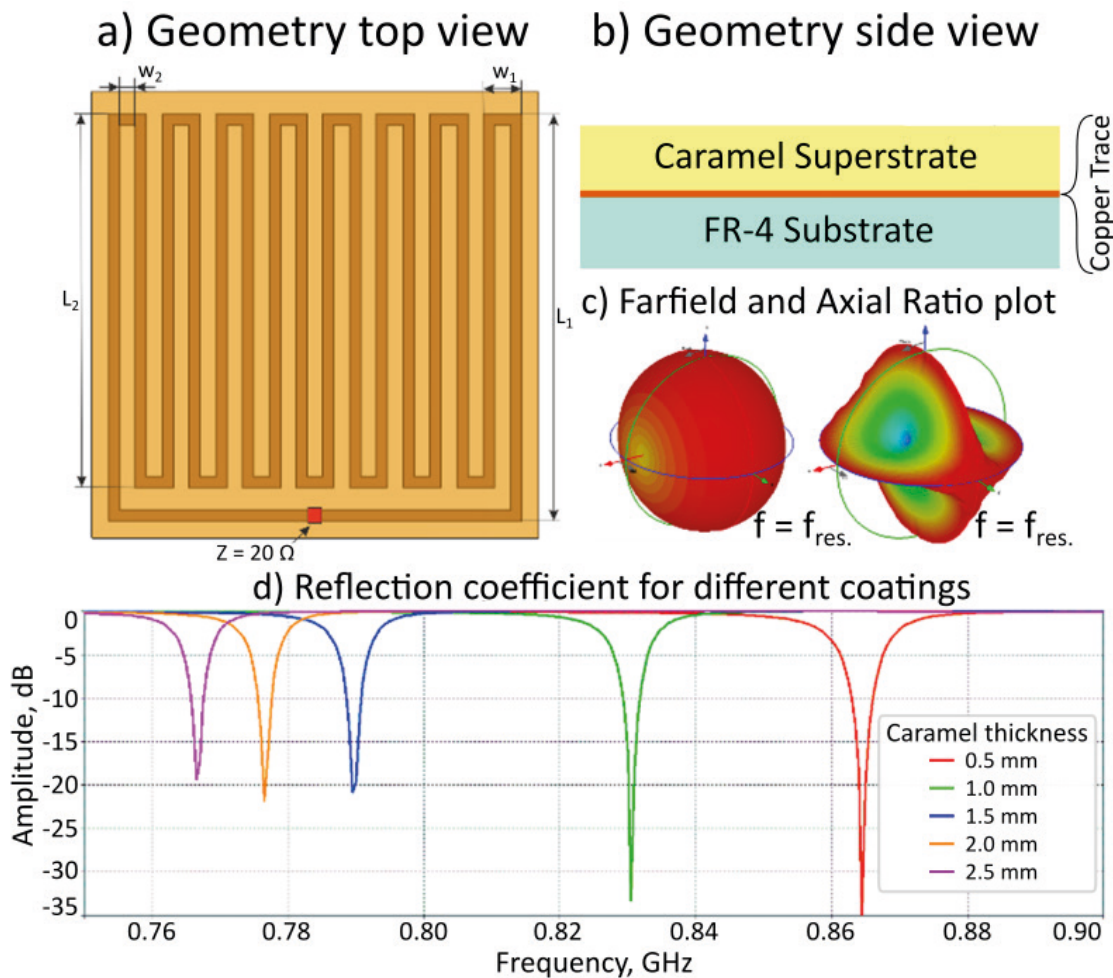 a) Geometry top view
b) Geometry side view
w₂
w₁
L₂
L₁
Z = 20 Ω
Caramel Superstrate
FR-4 Substrate
Copper Trace
c) Farfield and Axial Ratio plot
f = fres.
f = fres.
d) Reflection coefficient for different coatings
Amplitude, dB
0
-5
-10
-15
-20
-25
-30
-35
Caramel thickness
0.5 mm
1.0 mm
1.5 mm
2.0 mm
2.5 mm
0.76
0.78
0.80
0.82
0.84
0.86
0.88
0.90
Frequency, GHz